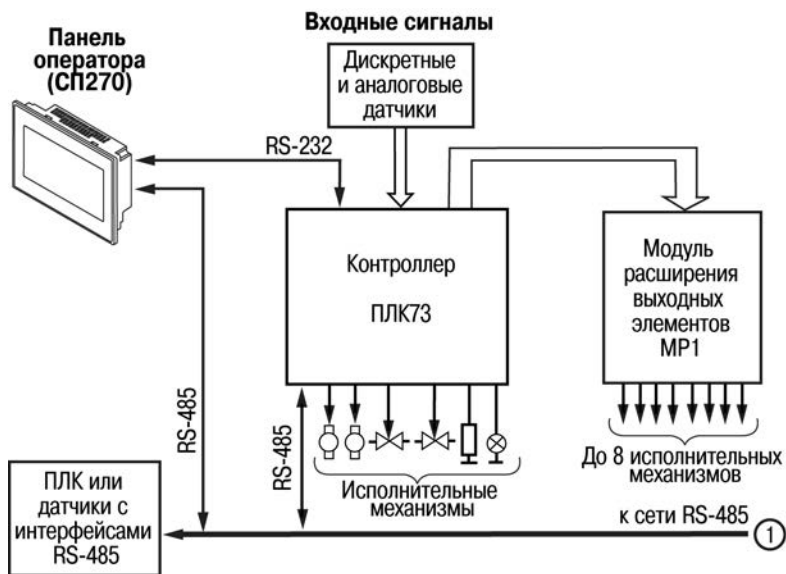 Входные сигналы
Панель
оператора
(СП270)
Дискретные
и аналоговые
датчики
RS-232
Контроллер
ПЛК73
Модуль
расширения
выходных
элементов
МР1
RS-485
RS-485
Исполнительные
механизмы
До 8 исполнительных
механизмов
ПЛК или
датчики с
интерфейсами
RS-485
к сети RS-485
1